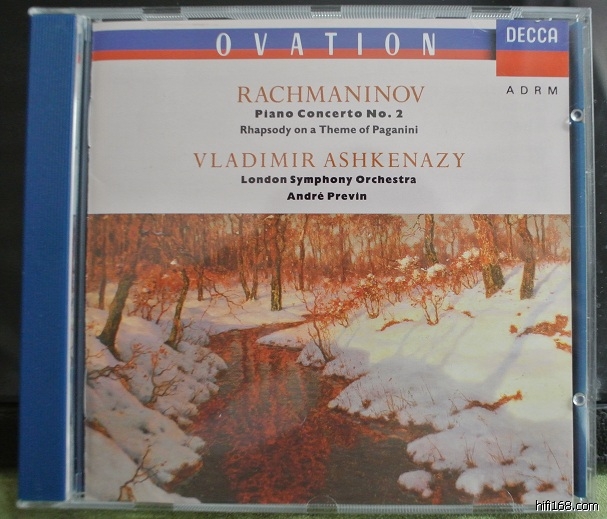 OVATION
DECCA
ADRM
RACHMANINOV
Piano Concerto No. 2
Rhapsody on a Theme of Paganini
VLADIMIR ASHKENAZY
London Symphony Orchestra
André Previn
hifi168.com